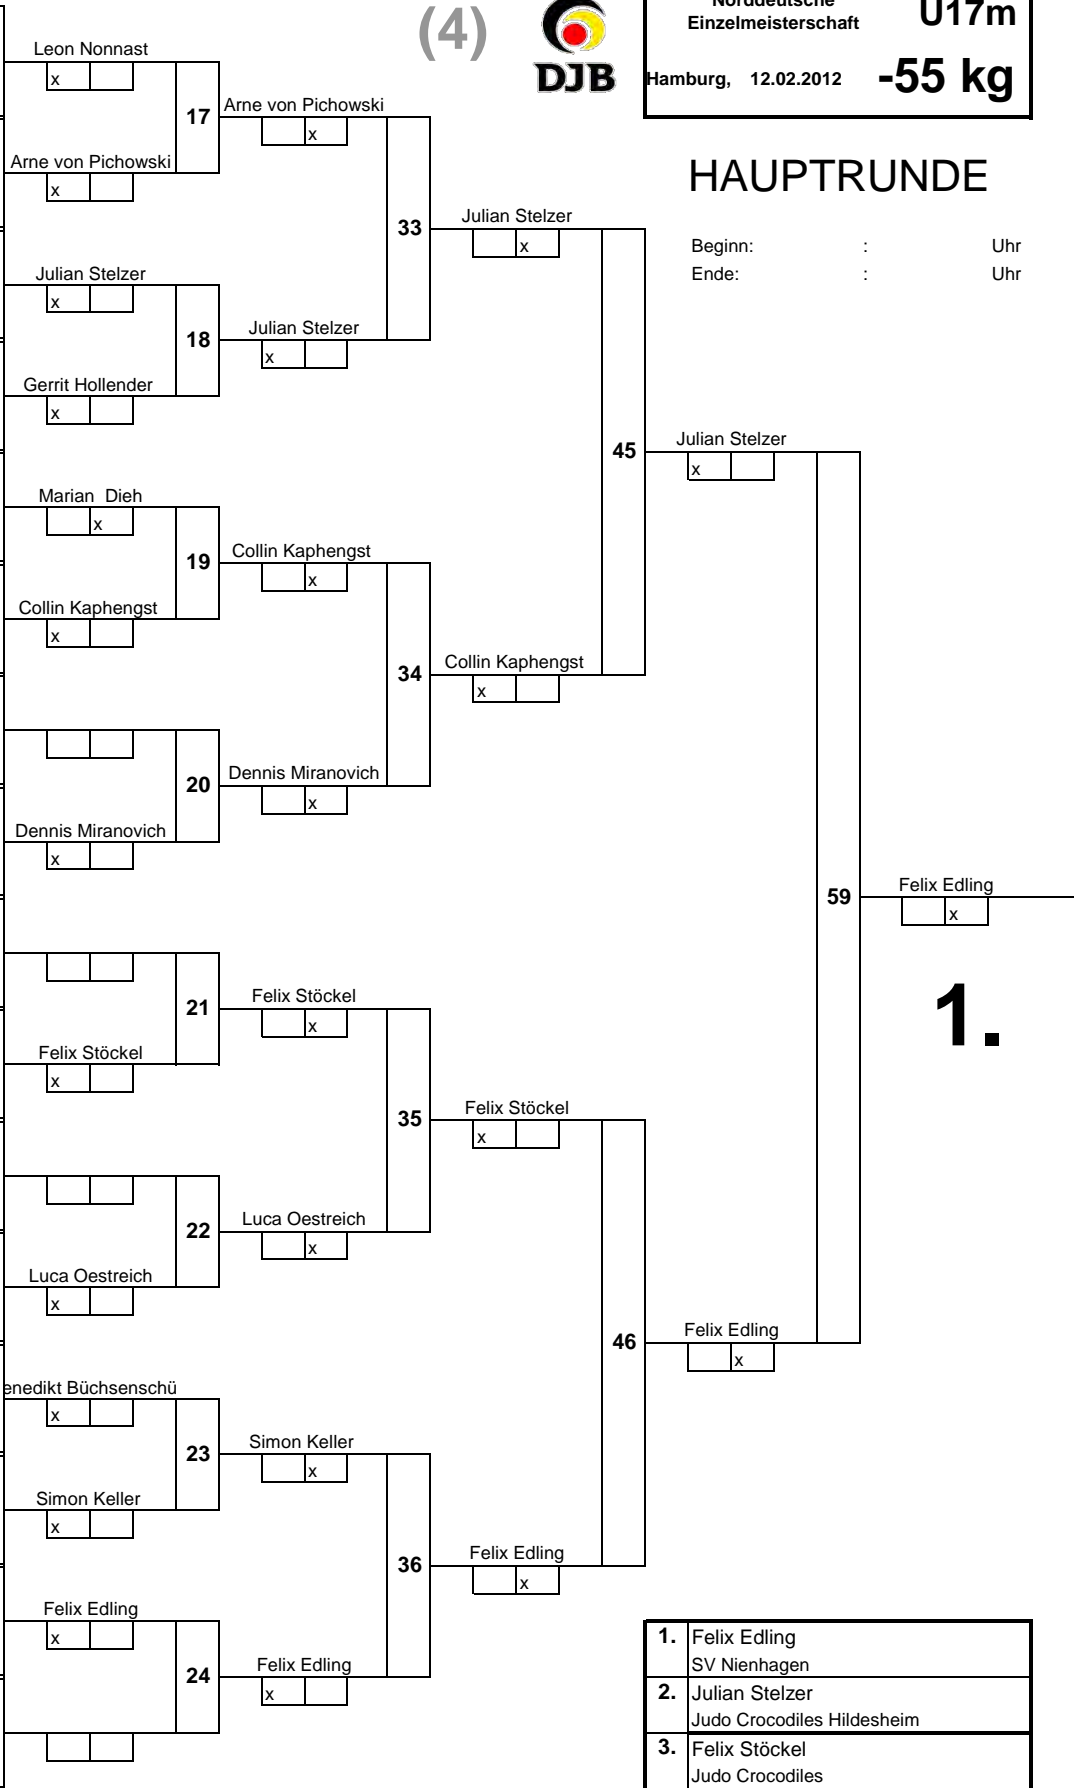 Norddeutsche
Einzelmeisterschaft
U17m
(4)
DJB
Hamburg, 12.02.2012
-55 kg
HAUPTRUNDE
Beginn: : Uhr
Ende: : Uhr
Leon Nonnast
x
17
Arne von Pichowski
x
Arne von Pichowski
x
33
Julian Stelzer
x
Julian Stelzer
x
18
Julian Stelzer
x
Gerrit Hollender
x
45
Julian Stelzer
x
Marian Dieh
x
19
Collin Kaphengst
x
Collin Kaphengst
x
34
Collin Kaphengst
x
20
Dennis Miranovich
x
Dennis Miranovich
x
59
Felix Edling
x
1.
21
Felix Stöckel
x
Felix Stöckel
x
35
Felix Stöckel
x
22
Luca Oestreich
x
Luca Oestreich
x
46
Felix Edling
x
enedikt Büchsenschü
x
23
Simon Keller
x
Simon Keller
x
36
Felix Edling
x
Felix Edling
x
24
Felix Edling
x
1. Felix Edling
SV Nienhagen
2. Julian Stelzer
Judo Crocodiles Hildesheim
3. Felix Stöckel
Judo Crocodiles